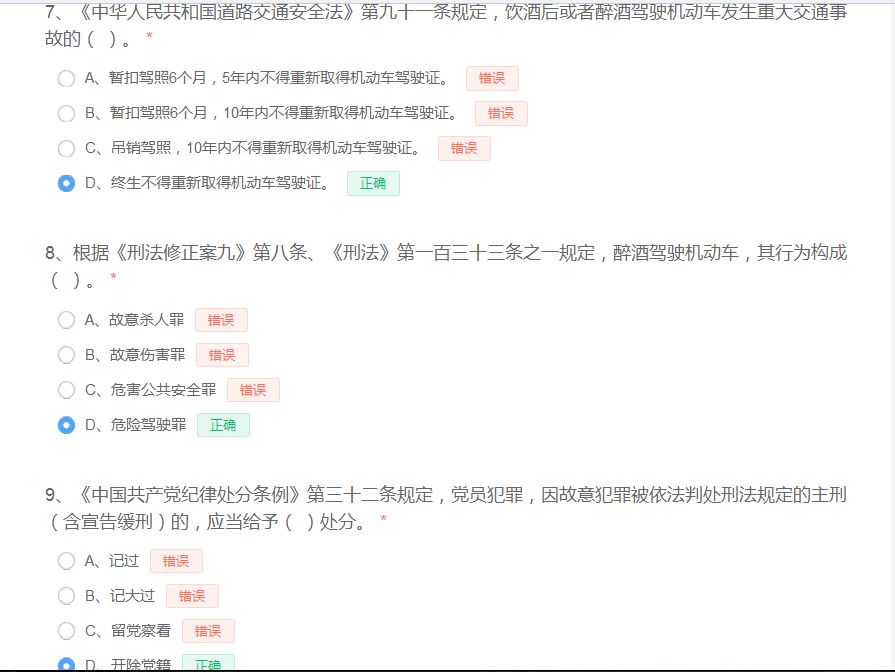 7、《中华人民共和国道路交通安全法》第九十一条规定，饮酒后或者醉酒驾驶机动车发生重大交通事
故的（ ）。 *
A、暂扣驾照6个月，5年内不得重新取得机动车驾驶证。 错误
B、暂扣驾照6个月，10年内不得重新取得机动车驾驶证。 错误
C、吊销驾照，10年内不得重新取得机动车驾驶证。 错误
D、终生不得重新取得机动车驾驶证。 正确
8、根据《刑法修正案九》第八条、《刑法》第一百三十三条之一规定，醉酒驾驶机动车，其行为构成
（ ）。 *
A、故意杀人罪 错误
B、故意伤害罪 错误
C、危害公共安全罪 错误
D、危险驾驶罪 正确
9、《中国共产党纪律处分条例》第三十二条规定，党员犯罪，因故意犯罪被依法判处刑法规定的主刑
（含宣告缓刑）的，应当给予（ ）处分。 *
A、记过 错误
B、记大过 错误
C、留党察看 错误
D、开除党籍 正确